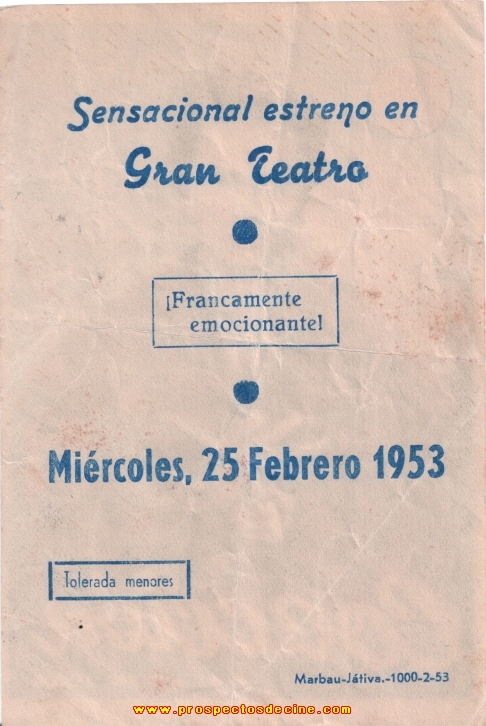 Sensacional estreno en
Gran Teatro
¡Francamente
emocionante!
Miércoles, 25 Febrero 1953
Tolerada menores
Marbau-Játiva.-1000-2-53
www.prospectosdecine.com